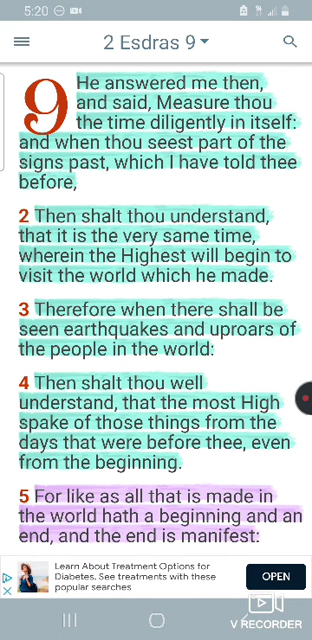 5:20
2 Esdras 9
9 He answered me then,
and said, Measure thou
the time diligently in itself:
and when thou seest part of the
signs past, which I have told thee
before,
2 Then shalt thou understand,
that it is the very same time,
wherein the Highest will begin to
visit the world which he made.
3 Therefore when there shall be
seen earthquakes and uproars of
the people in the world:
4 Then shalt thou well
understand, that the most High
spake of those things from the
days that were before thee, even
from the beginning.
5 For like as all that is made in
the world hath a beginning and an
end, and the end is manifest:
Learn About Treatment Options for
Diabetes. See treatments with these
popular searches
OPEN
V RECORDER